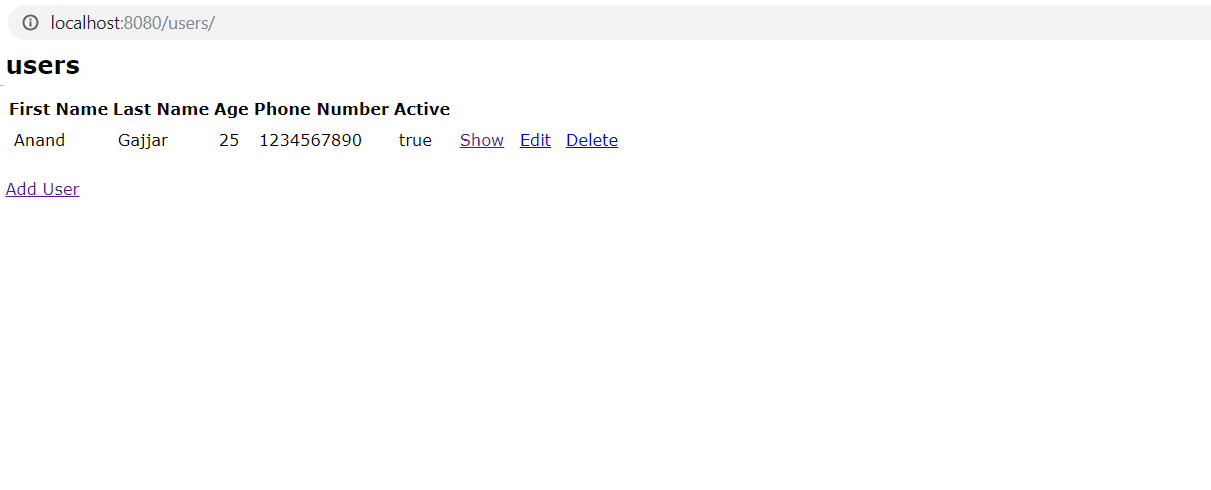 localhost:8080/users/
users
First Name Last Name Age Phone Number Active
Anand Gajjar 25 1234567890 true Show Edit Delete
Add User